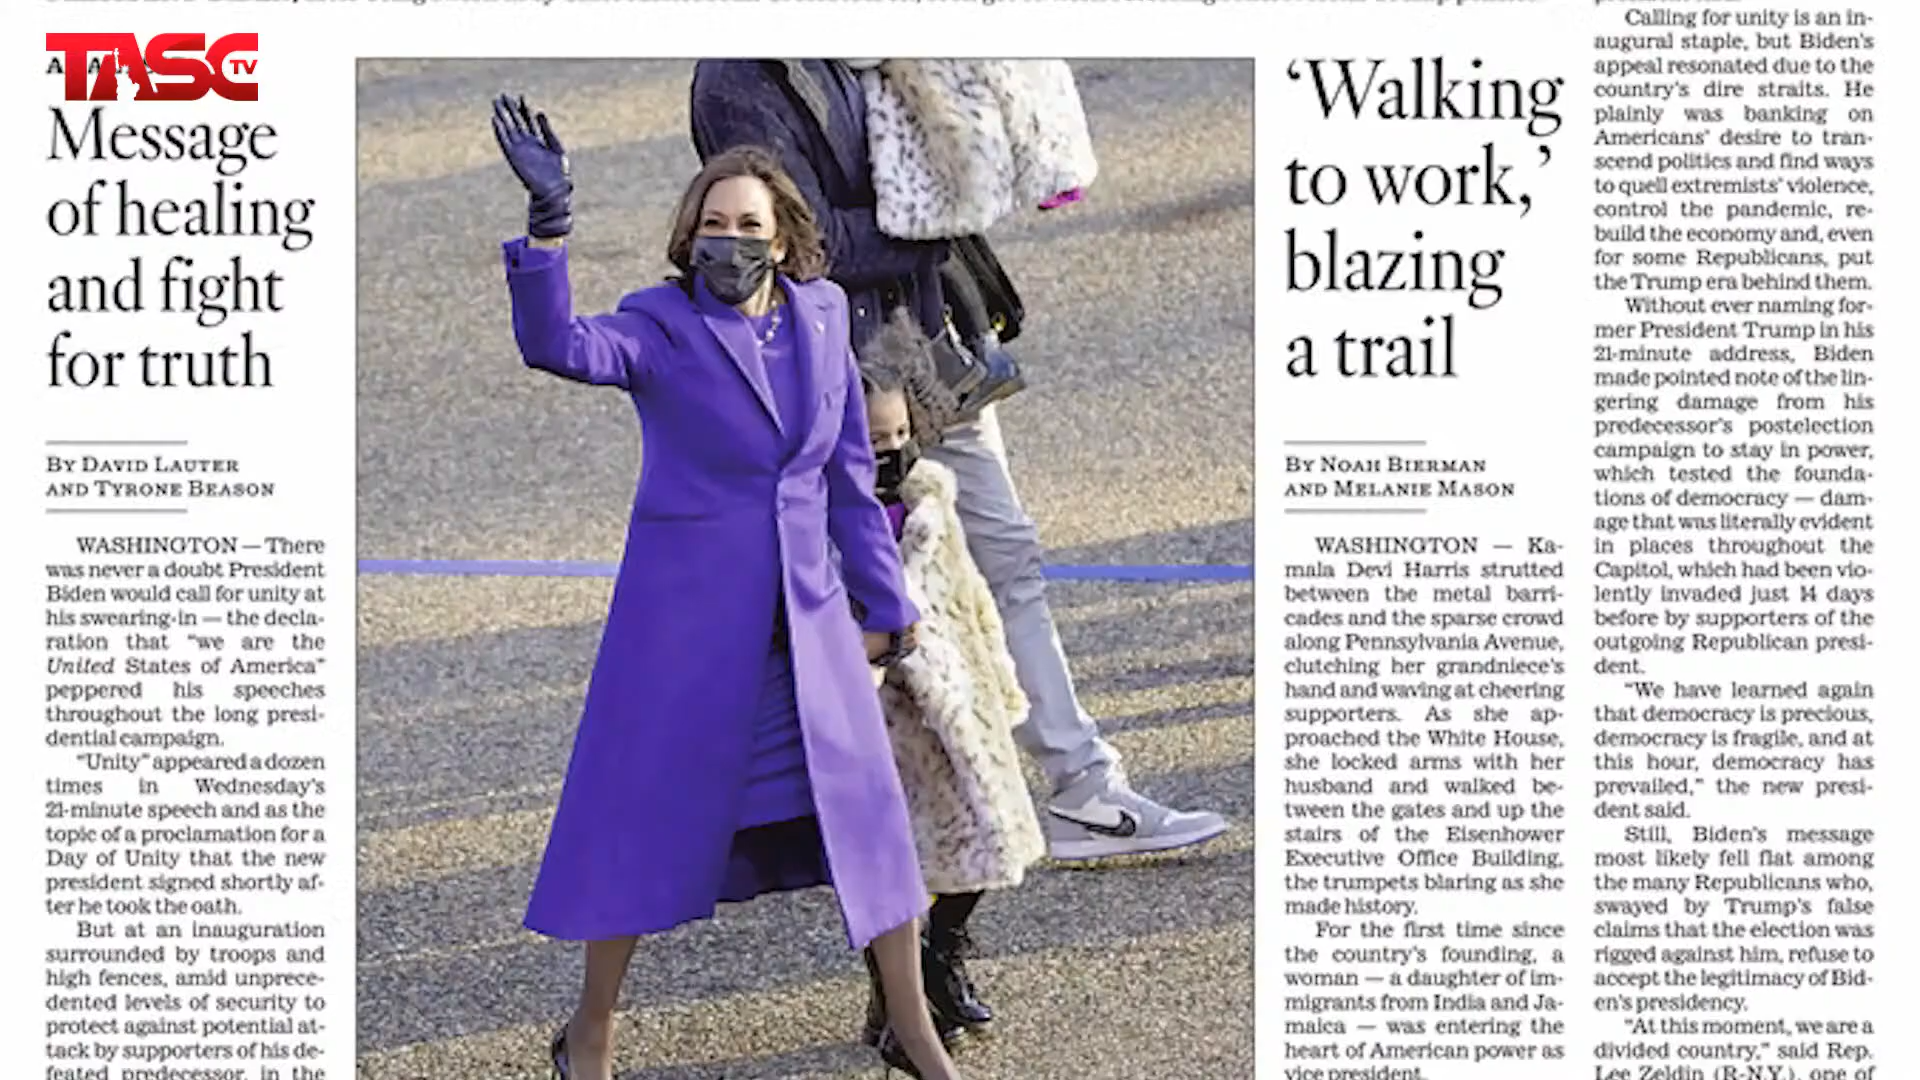 TASC TV
Message
of healing
and fight
for truth
BY DAVID LAUTER
AND TYRONE BEASON
WASHINGTON — There
was never a doubt President
Biden would call for unity at
his swearing-in — the decla-
ration that “we are the
United States of America”
peppered his speeches
throughout the long presi-
dential campaign.
“Unity” appeared a dozen
times in Wednesday’s
21-minute speech and as the
topic of a proclamation for a
Day of Unity that the new
president signed shortly af-
ter he took the oath.
But at an inauguration
surrounded by troops and
high fences, amid unprece-
dented levels of security to
protect against potential at-
tack by supporters of his de-
feated predecessor, in the
‘Walking
to work,’
blazing
a trail
BY NOAH BIERMAN
AND MELANIE MASON
WASHINGTON — Ka-
mala Devi Harris strutted
between the metal barri-
cades and the sparse crowd
along Pennsylvania Avenue,
clutching her grandniece’s
hand and waving at cheering
supporters. As she ap-
proached the White House,
she locked arms with her
husband and walked be-
tween the gates and up the
stairs of the Eisenhower
Executive Office Building,
the trumpets blaring as she
made history.
For the first time since
the country’s founding, a
woman — a daughter of im-
migrants from India and Ja-
maica — was entering the
heart of American power as
vice president.
Calling for unity is an in-
augural staple, but Biden’s
appeal resonated due to the
country’s dire straits. He
plainly was banking on
Americans’ desire to tran-
scend politics and find ways
to quell extremists’ violence,
control the pandemic, re-
build the economy and, even
for some Republicans, put
the Trump era behind them.
Without ever naming for-
mer President Trump in his
21-minute address, Biden
made pointed note of the lin-
gering damage from his
predecessor’s postelection
campaign to stay in power,
which tested the founda-
tions of democracy — dam-
age that was literally evident
in places throughout the
Capitol, which had been vio-
lently invaded just 14 days
before by supporters of the
outgoing Republican presi-
dent.
“We have learned again
that democracy is precious,
democracy is fragile, and at
this hour, democracy has
prevailed,” the new presi-
dent said.
Still, Biden’s message
most likely fell flat among
the many Republicans who,
swayed by Trump’s false
claims that the election was
rigged against him, refuse to
accept the legitimacy of Bid-
en’s presidency.
“At this moment, we are a
divided country,” said Rep.
Lee Zeldin (R-N.Y.), one of